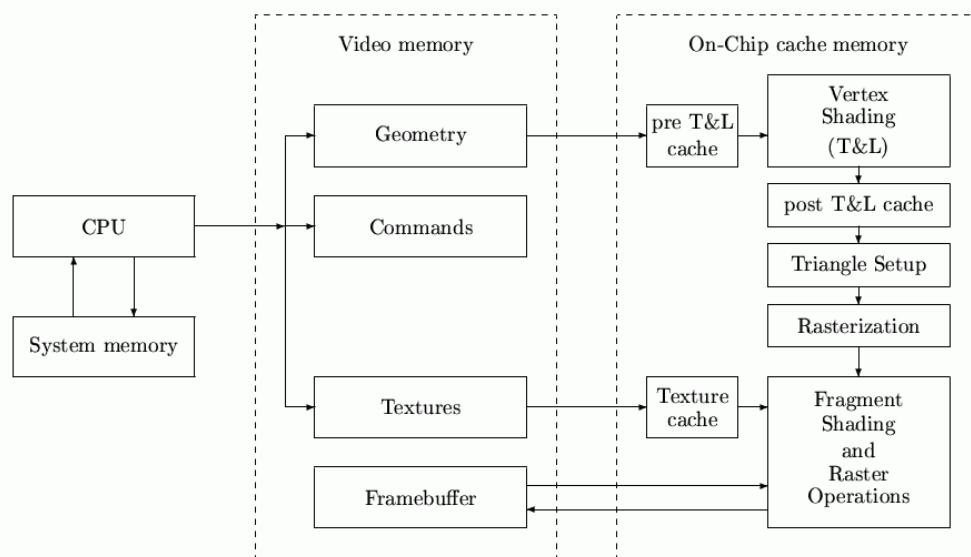 Video memory
On-Chip cache memory
Geometry
pre T&L
cache
Vertex
Shading
(T&L)
CPU
Commands
post T&L cache
Triangle Setup
System memory
Rasterization
Textures
Texture
cache
Fragment
Shading
and
Raster
Operations
Framebuffer